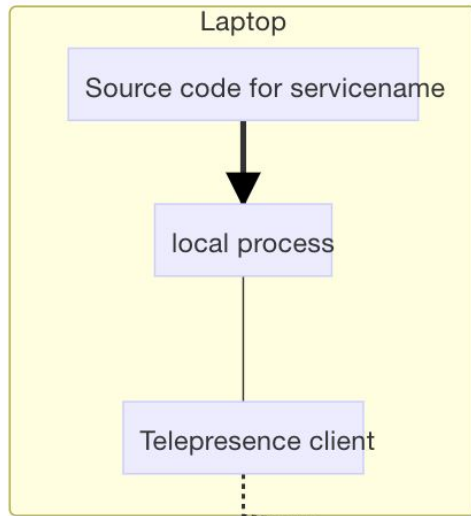 Laptop
Source code for servicename
local process
Telepresence client